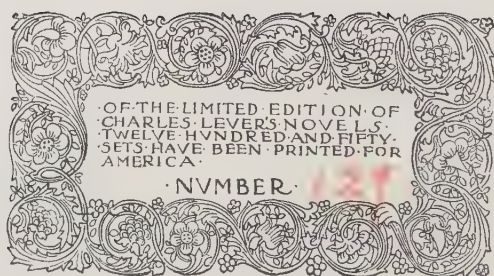 ·OF·THE·LIMITED·EDITION·OF
CHARLES·LEVER'S·NOVELS·
TWELVE·HVNDRED·AND·FIFTY·
SETS·HAVE·BEEN·PRINTED·FOR
AMERICA·
·NVMBER·